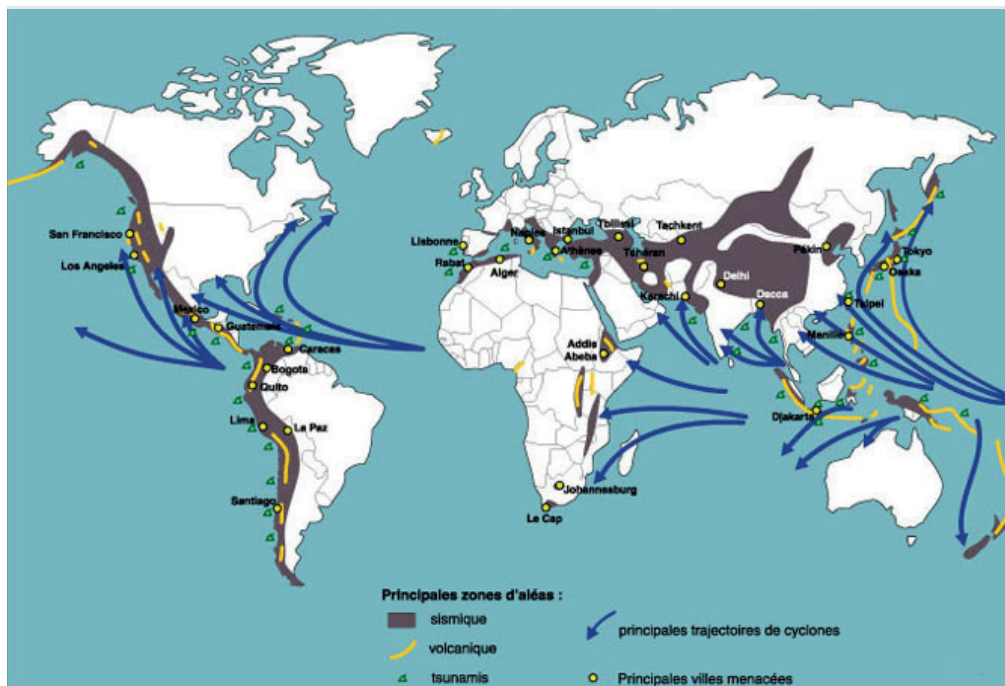 San Francisco
Los Angeles
Mexico
Guatemala
Caracas
Bogota
Quito
Lima
La Paz
Santiago
Lisbonne
Rabat
Alger
Naples
Istanbul
Athènes
Tbilissi
Téhéran
Tachkent
Karachi
Delhi
Dacca
Pékin
Tokyo
Osaka
Taipei
Manille
Addis
Abeba
Djakarta
Johannesburg
Le Cap
Principales zones d'aléas :
sismique
volcanique
tsunamis
principales trajectoires de cyclones
Principales villes menacées